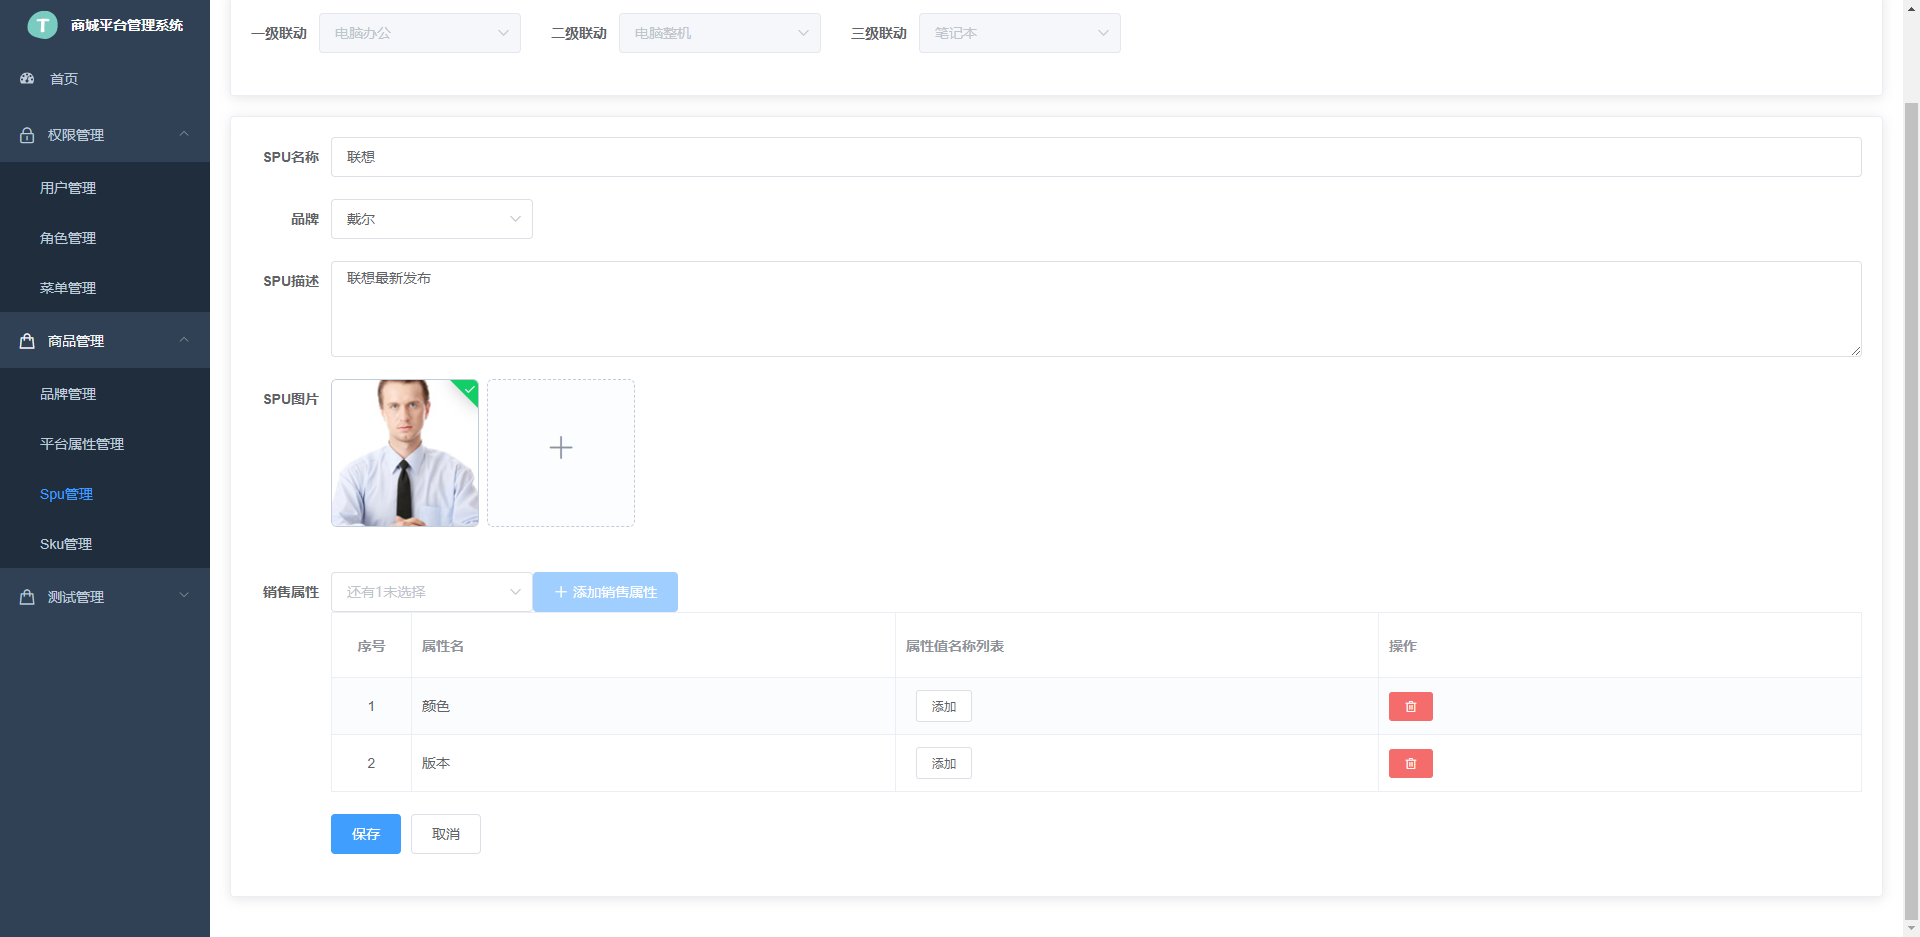 T 商城平台管理系统
首页
权限管理
用户管理
角色管理
菜单管理
商品管理
品牌管理
平台属性管理
Spu管理
Sku管理
测试管理
一级联动 电脑办公 二级联动 电脑整机 三级联动 笔记本
SPU名称 联想
品牌 戴尔
SPU描述 联想最新发布
SPU图片
销售属性 还有1未选择 添加销售属性
序号 属性名 属性值名称列表 操作
1 颜色 添加
2 版本 添加
保存 取消